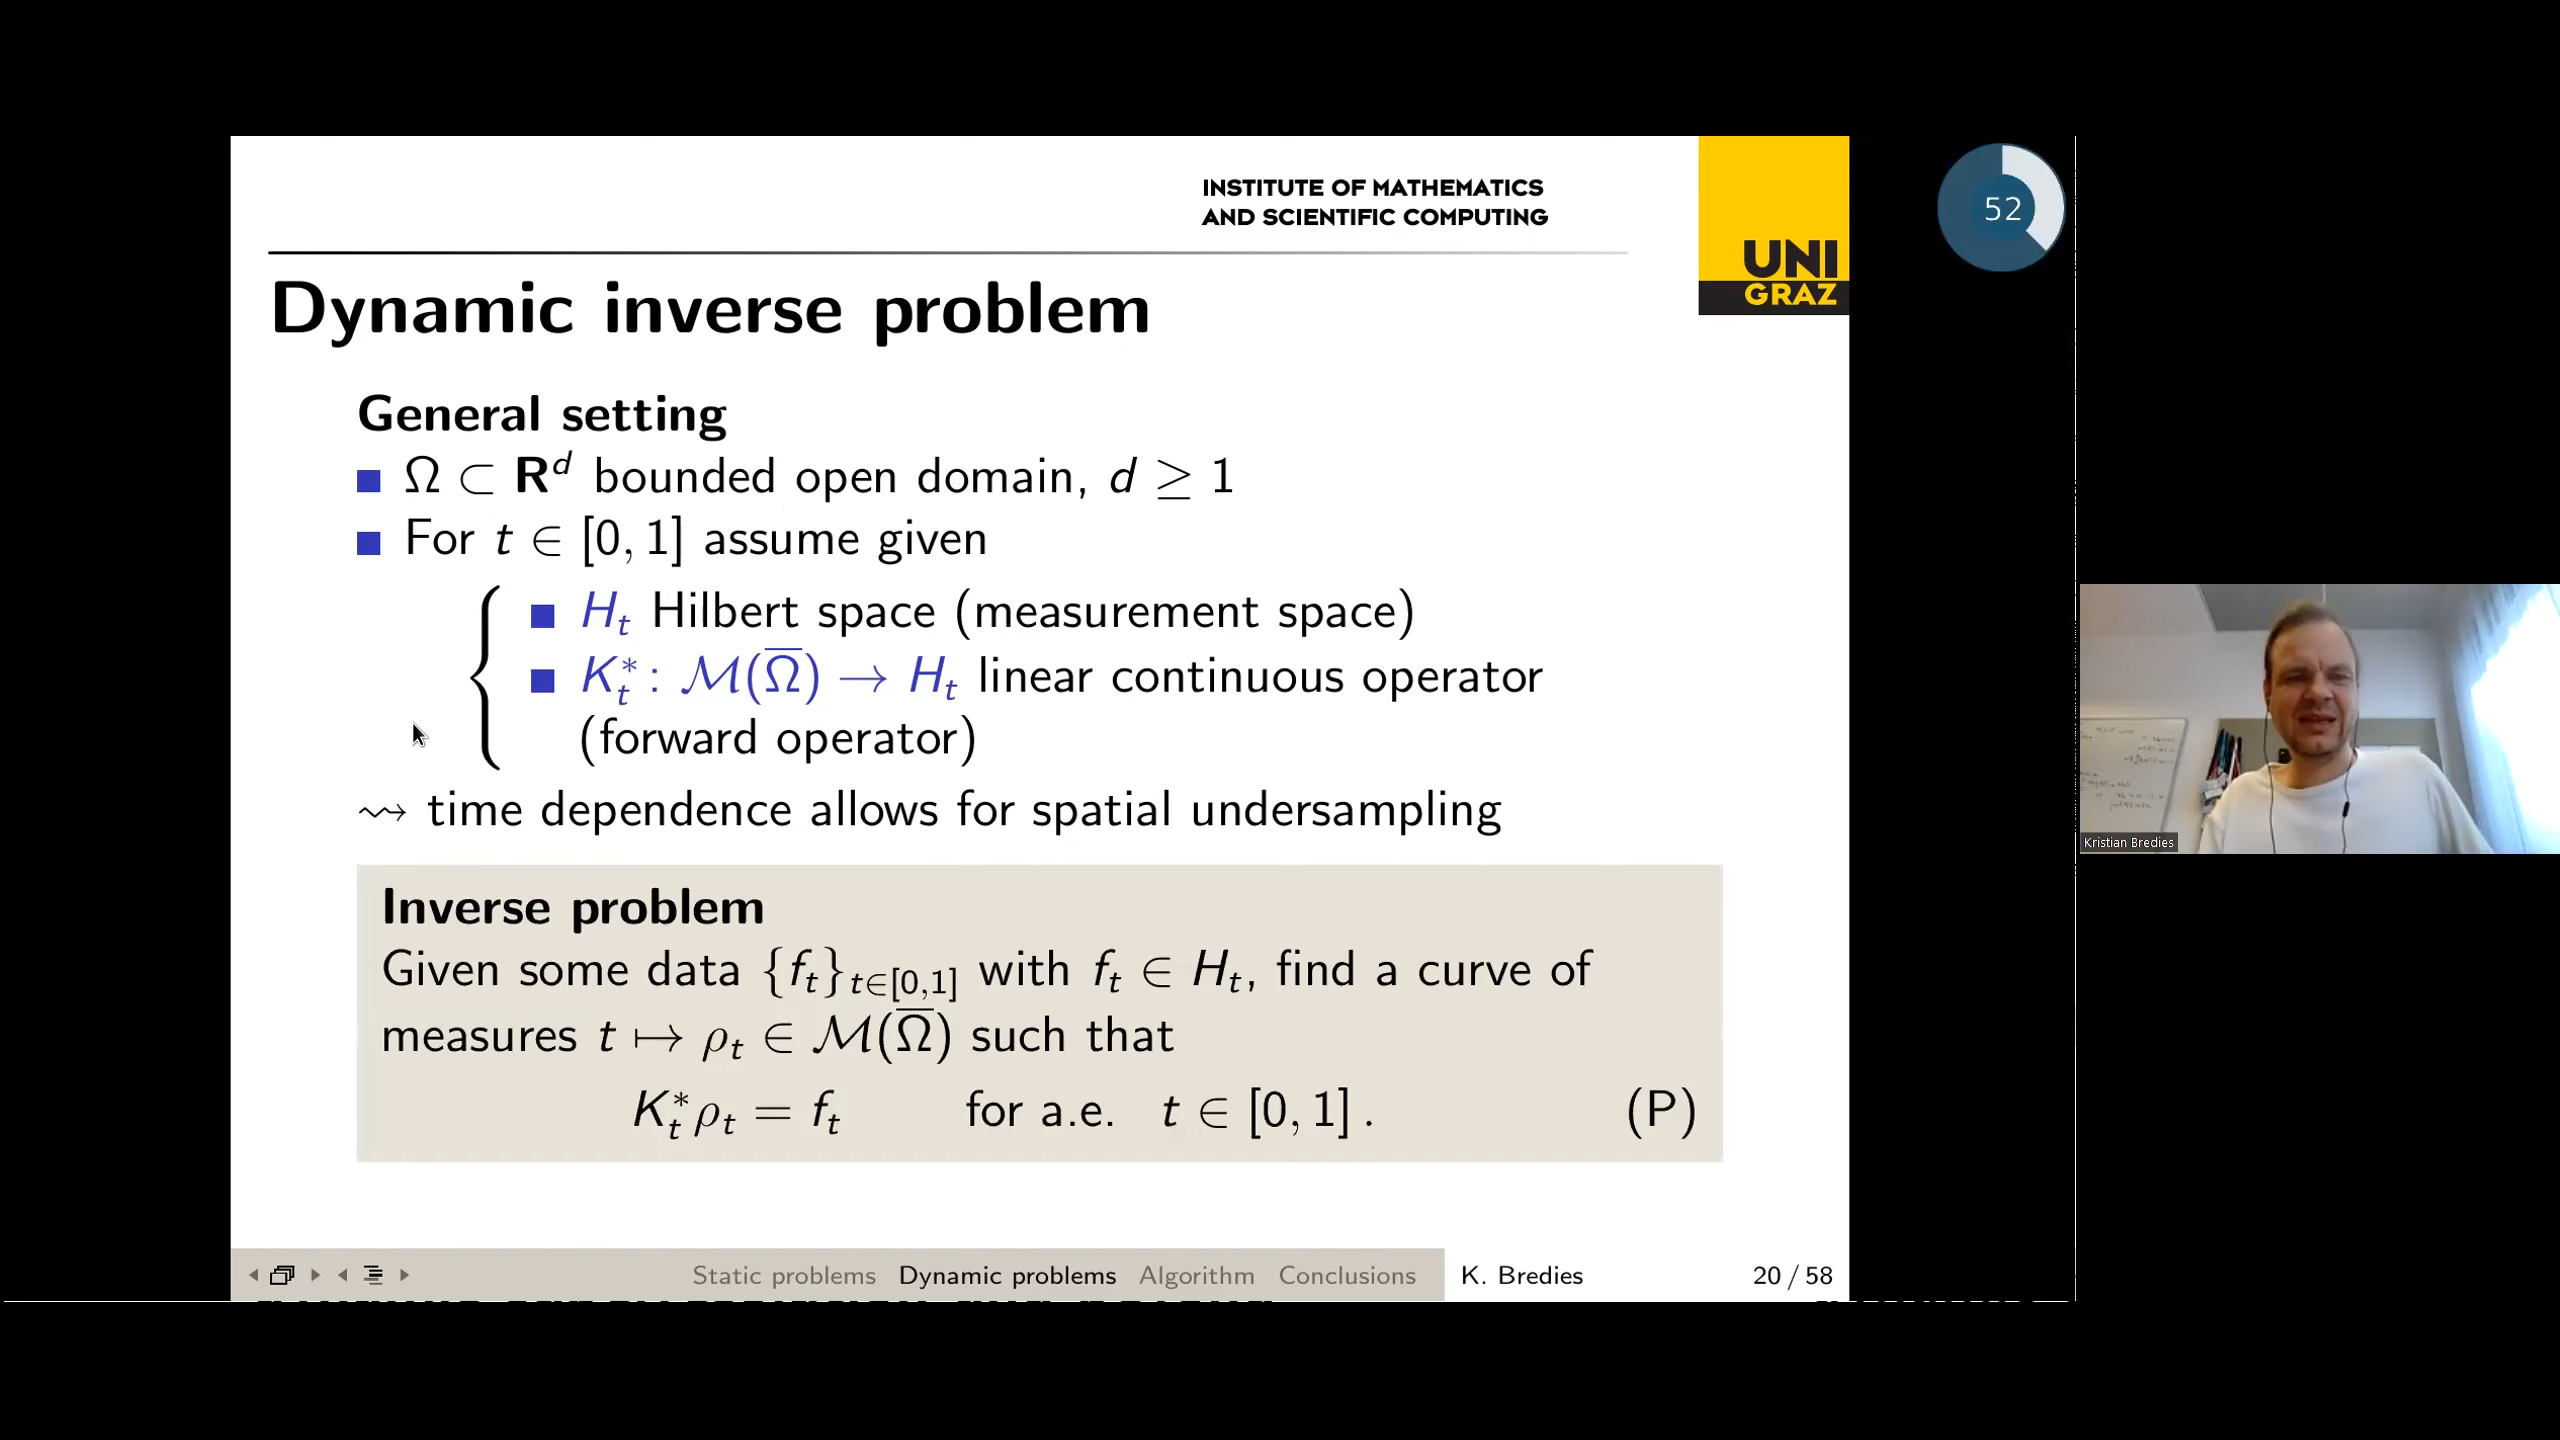 INSTITUTE OF MATHEMATICS
AND SCIENTIFIC COMPUTING
UNI
GRAZ
52
Dynamic inverse problem
General setting
Ω ⊂ R^d bounded open domain, d ≥ 1
For t ∈ [0, 1] assume given
H_t Hilbert space (measurement space)
K_t^* : ℳ(Ω̅) → H_t linear continuous operator
(forward operator)
⇝ time dependence allows for spatial undersampling
Inverse problem
Given some data {f_t}_{t∈[0,1]} with f_t ∈ H_t, find a curve of
measures t ↦ ρ_t ∈ ℳ(Ω̅) such that
K_t^* ρ_t = f_t for a.e. t ∈ [0, 1] . (P)
Static problems Dynamic problems Algorithm Conclusions K. Bredies 20 / 58
Kristian Bredies